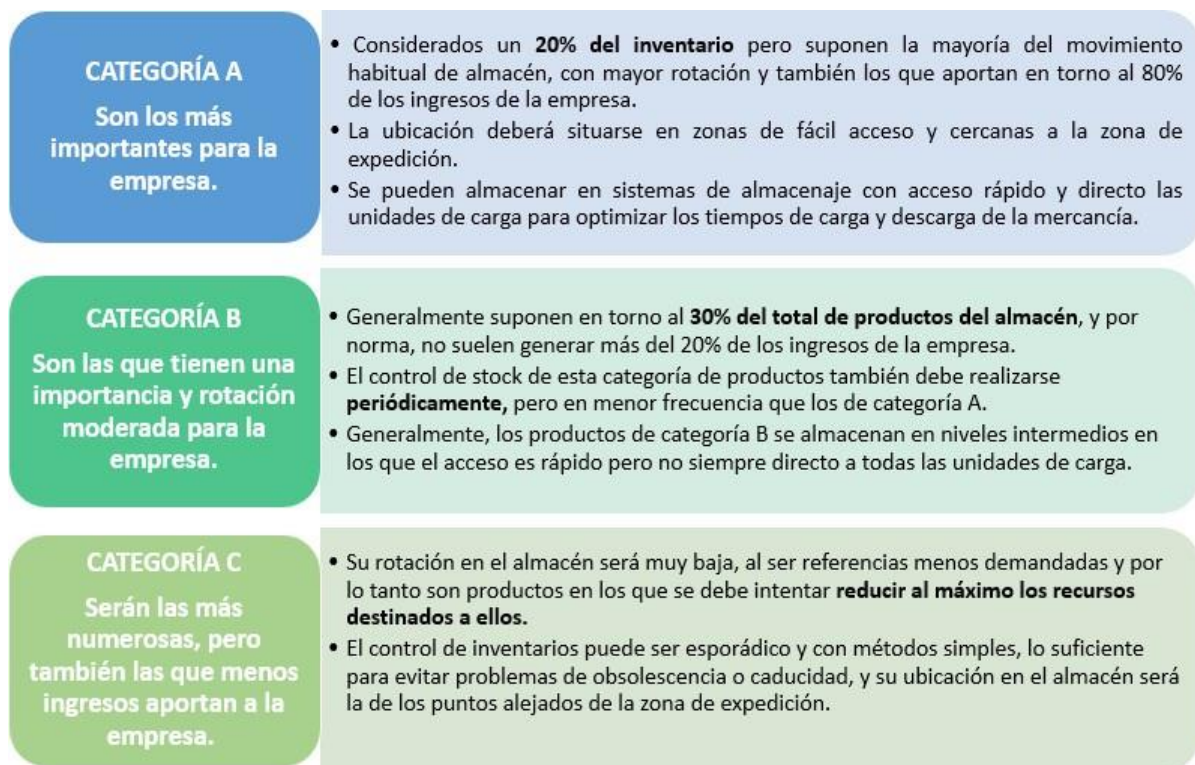 CATEGORÍA A
Son los más
importantes para la
empresa.
• Considerados un 20% del inventario pero suponen la mayoría del movimiento
habitual de almacén, con mayor rotación y también los que aportan en torno al 80%
de los ingresos de la empresa.
• La ubicación deberá situarse en zonas de fácil acceso y cercanas a la zona de
expedición.
• Se pueden almacenar en sistemas de almacenaje con acceso rápido y directo las
unidades de carga para optimizar los tiempos de carga y descarga de la mercancía.
CATEGORÍA B
Son las que tienen una
importancia y rotación
moderada para la
empresa.
• Generalmente suponen en torno al 30% del total de productos del almacén, y por
norma, no suelen generar más del 20% de los ingresos de la empresa.
• El control de stock de esta categoría de productos también debe realizarse
periódicamente, pero en menor frecuencia que los de categoría A.
• Generalmente, los productos de categoría B se almacenan en niveles intermedios en
los que el acceso es rápido pero no siempre directo a todas las unidades de carga.
CATEGORÍA C
Serán las más
numerosas, pero
también las que menos
ingresos aportan a la
empresa.
• Su rotación en el almacén será muy baja, al ser referencias menos demandadas y por
lo tanto son productos en los que se debe intentar reducir al máximo los recursos
destinados a ellos.
• El control de inventarios puede ser esporádico y con métodos simples, lo suficiente
para evitar problemas de obsolescencia o caducidad, y su ubicación en el almacén será
la de los puntos alejados de la zona de expedición.